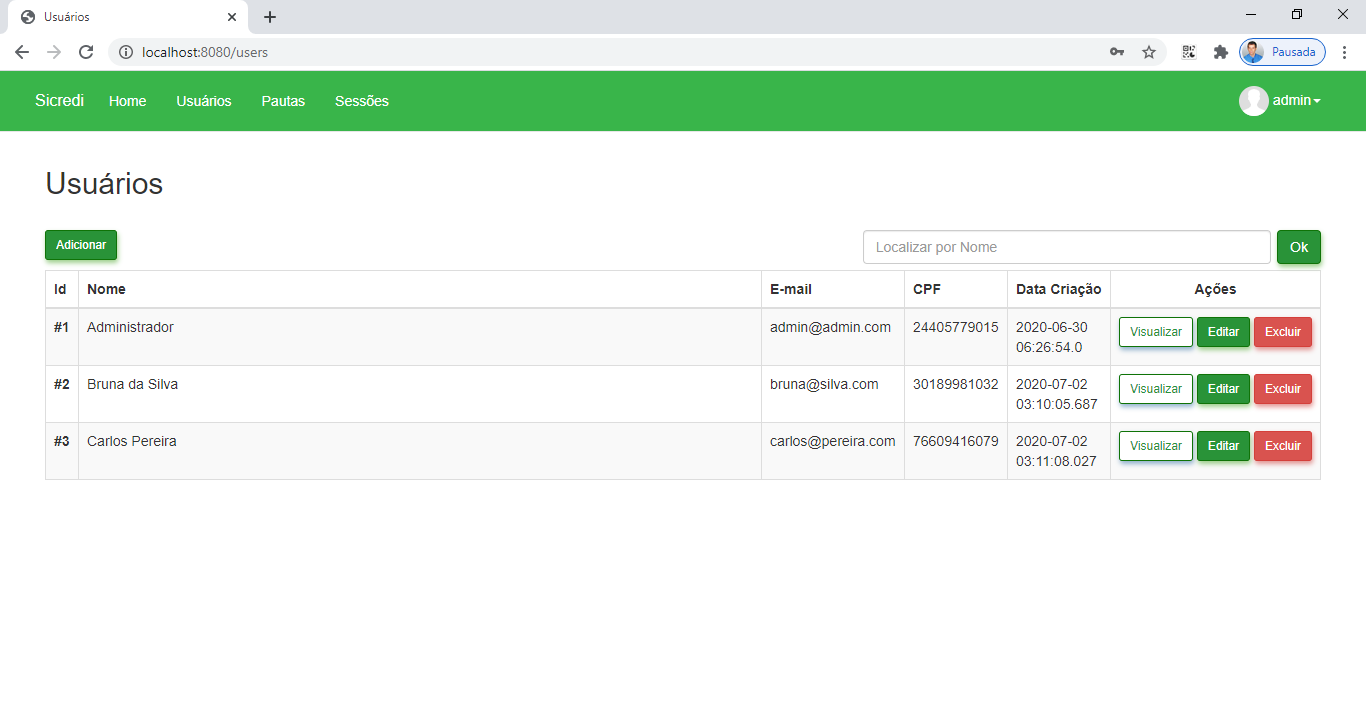 Usuários
localhost:8080/users
Pausada
Sicredi Home Usuários Pautas Sessões admin
Usuários
Adicionar Localizar por Nome Ok
Id Nome E-mail CPF Data Criação Ações
#1 Administrador admin@admin.com 24405779015 2020-06-30 Visualizar Editar Excluir
06:26:54.0
#2 Bruna da Silva bruna@silva.com 30189981032 2020-07-02 Visualizar Editar Excluir
03:10:05.687
#3 Carlos Pereira carlos@pereira.com 76609416079 2020-07-02 Visualizar Editar Excluir
03:11:08.027